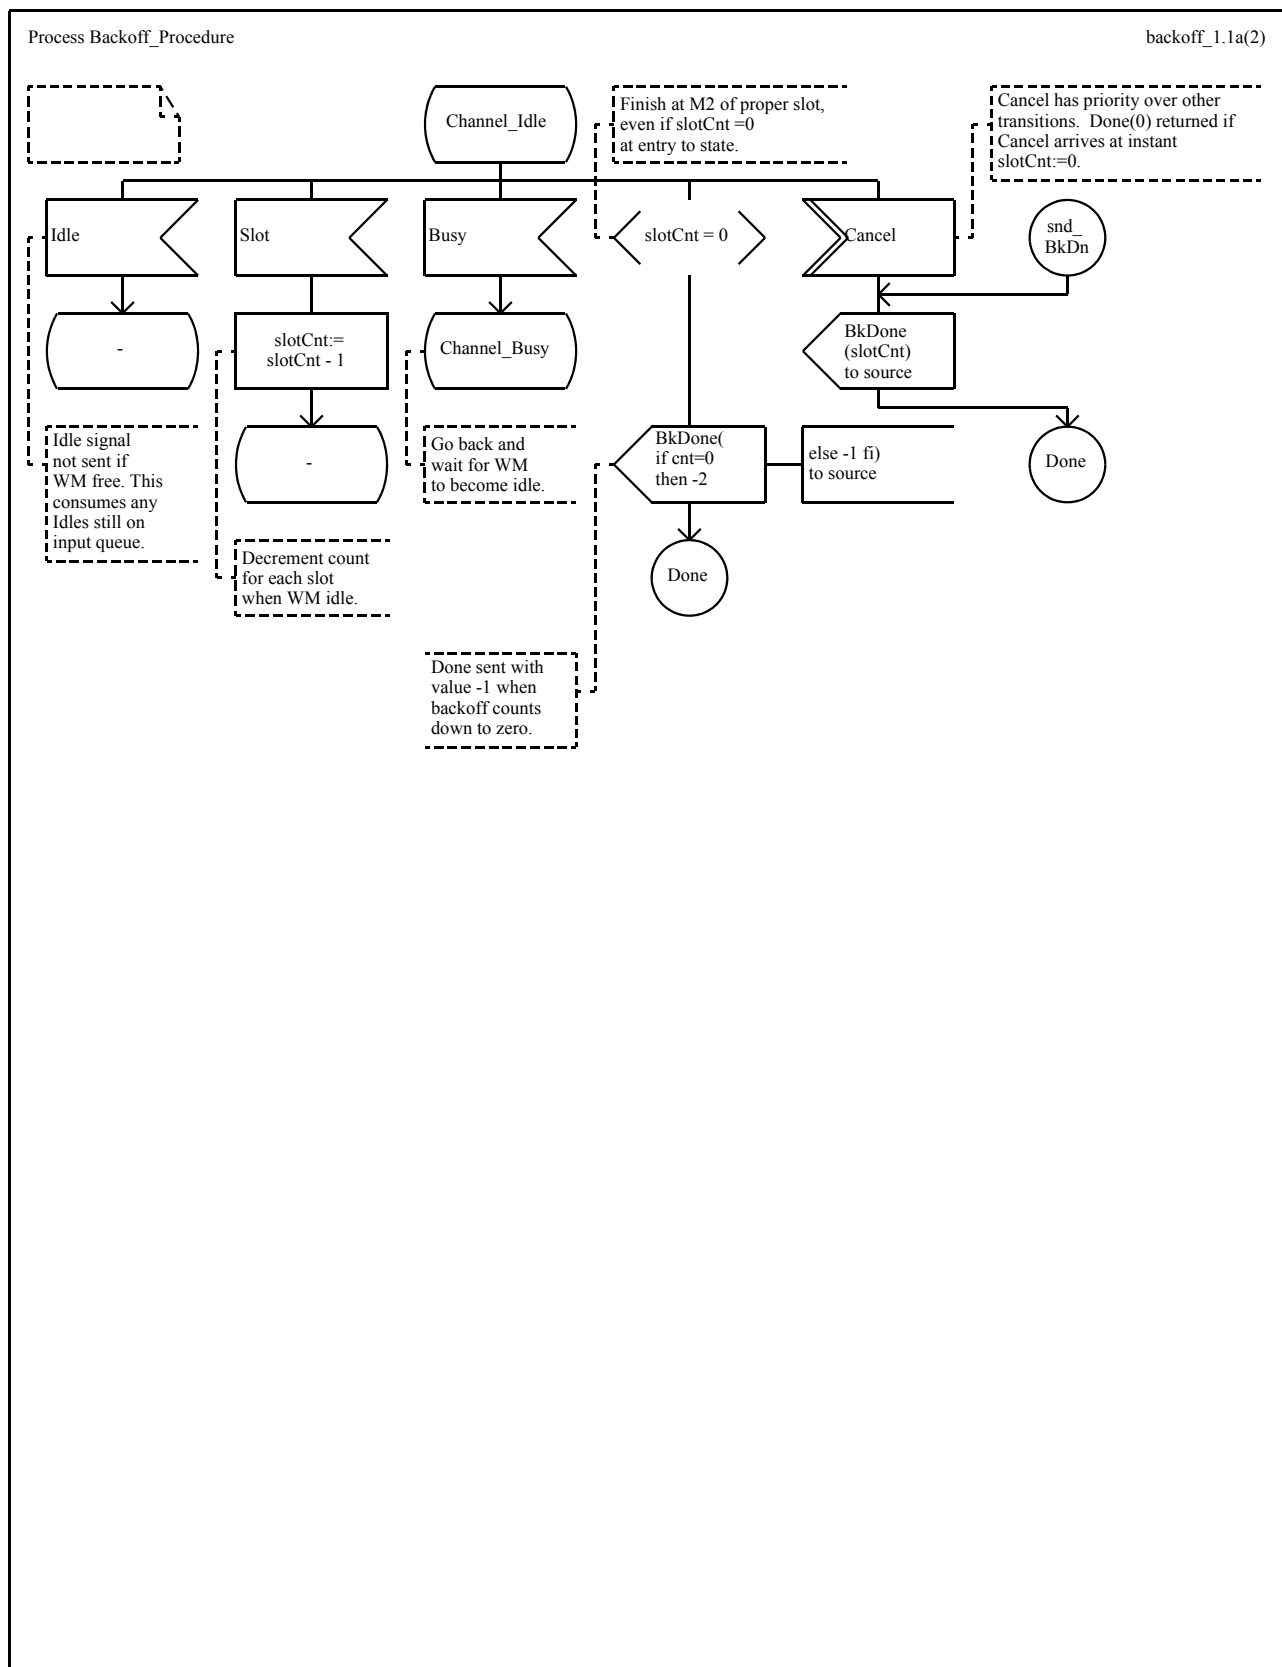 Process Backoff_Procedure
backoff_1.1a(2)
Channel_Idle
Finish at M2 of proper slot,
even if slotCnt =0
at entry to state.
Cancel has priority over other
transitions.  Done(0) returned if
Cancel arrives at instant
slotCnt:=0.
Idle
Slot
Busy
slotCnt = 0
Cancel
snd_
BkDn
-
slotCnt:=
slotCnt - 1
Channel_Busy
BkDone
(slotCnt)
to source
Idle signal
not sent if
WM free. This
consumes any
Idles still on
input queue.
-
Go back and
wait for WM
to become idle.
BkDone(
if cnt=0
then -2
else -1 fi)
to source
Done
Decrement count
for each slot
when WM idle.
Done
Done sent with
value -1 when
backoff counts
down to zero.